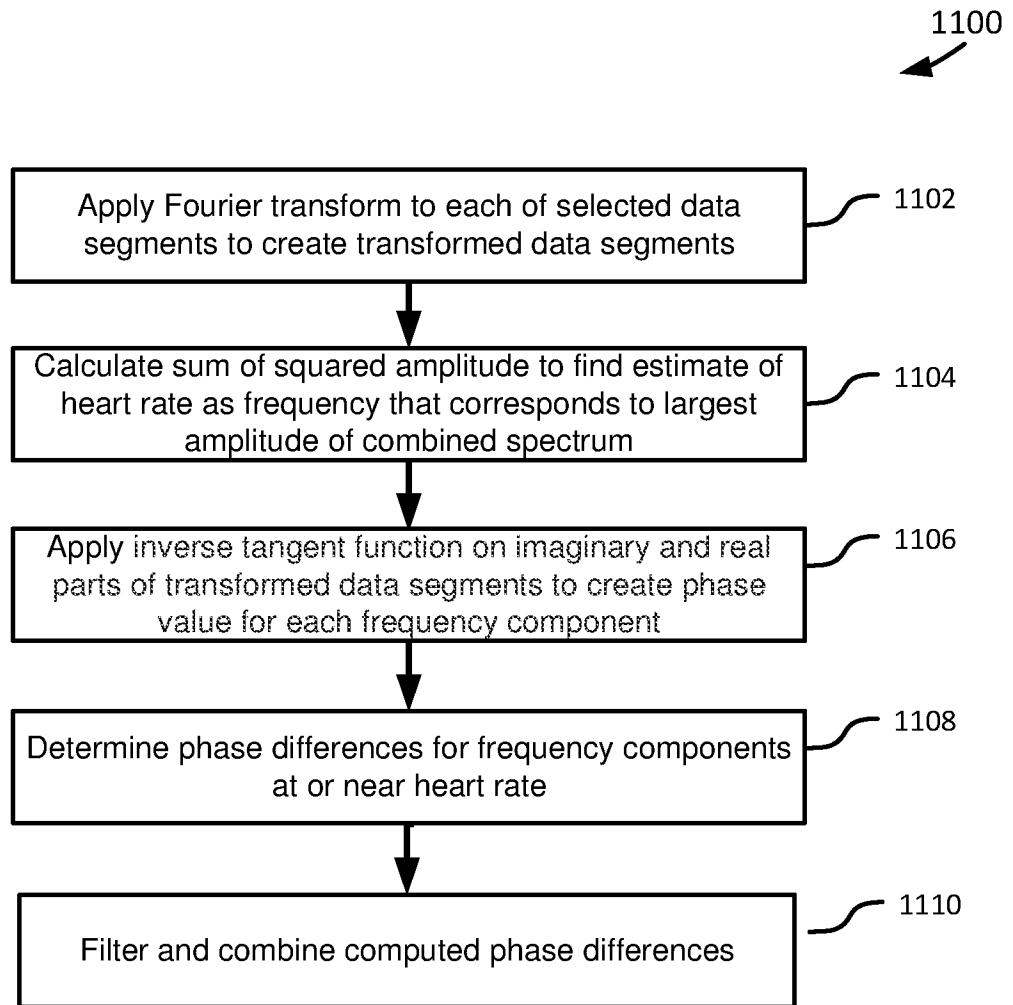 1100
Apply Fourier transform to each of selected data
segments to create transformed data segments
1102
Calculate sum of squared amplitude to find estimate of
heart rate as frequency that corresponds to largest
amplitude of combined spectrum
1104
Apply inverse tangent function on imaginary and real
parts of transformed data segments to create phase
value for each frequency component
1106
Determine phase differences for frequency components
at or near heart rate
1108
Filter and combine computed phase differences
1110